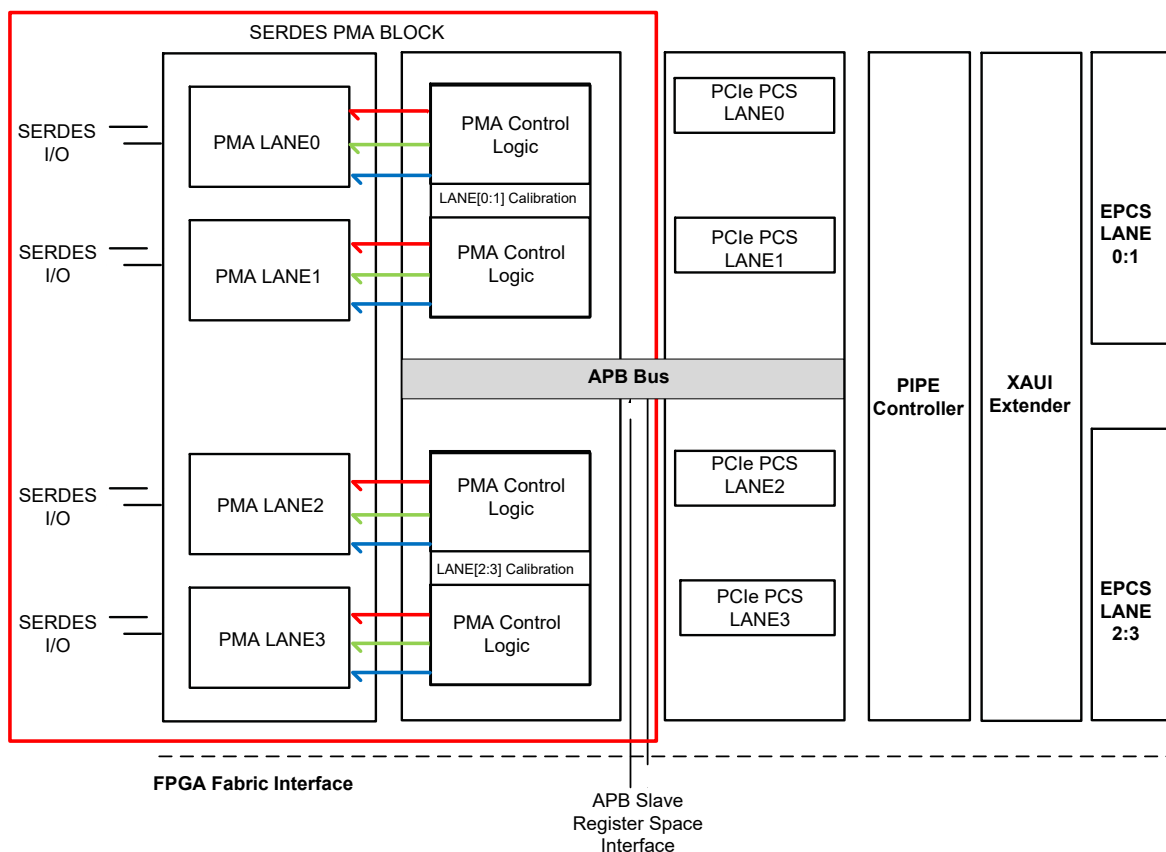 SERDES PMA BLOCK
SERDES
I/O
PMA LANE0
PMA Control
Logic
PCIe PCS
LANE0
LANE[0:1] Calibration
SERDES
I/O
PMA LANE1
PMA Control
Logic
PCIe PCS
LANE1
EPCS
LANE
0:1
APB Bus
PIPE
Controller
XAUI
Extender
SERDES
I/O
PMA LANE2
PMA Control
Logic
PCIe PCS
LANE2
LANE[2:3] Calibration
SERDES
I/O
PMA LANE3
PMA Control
Logic
PCIe PCS
LANE3
EPCS
LANE
2:3
FPGA Fabric Interface
APB Slave
Register Space
Interface